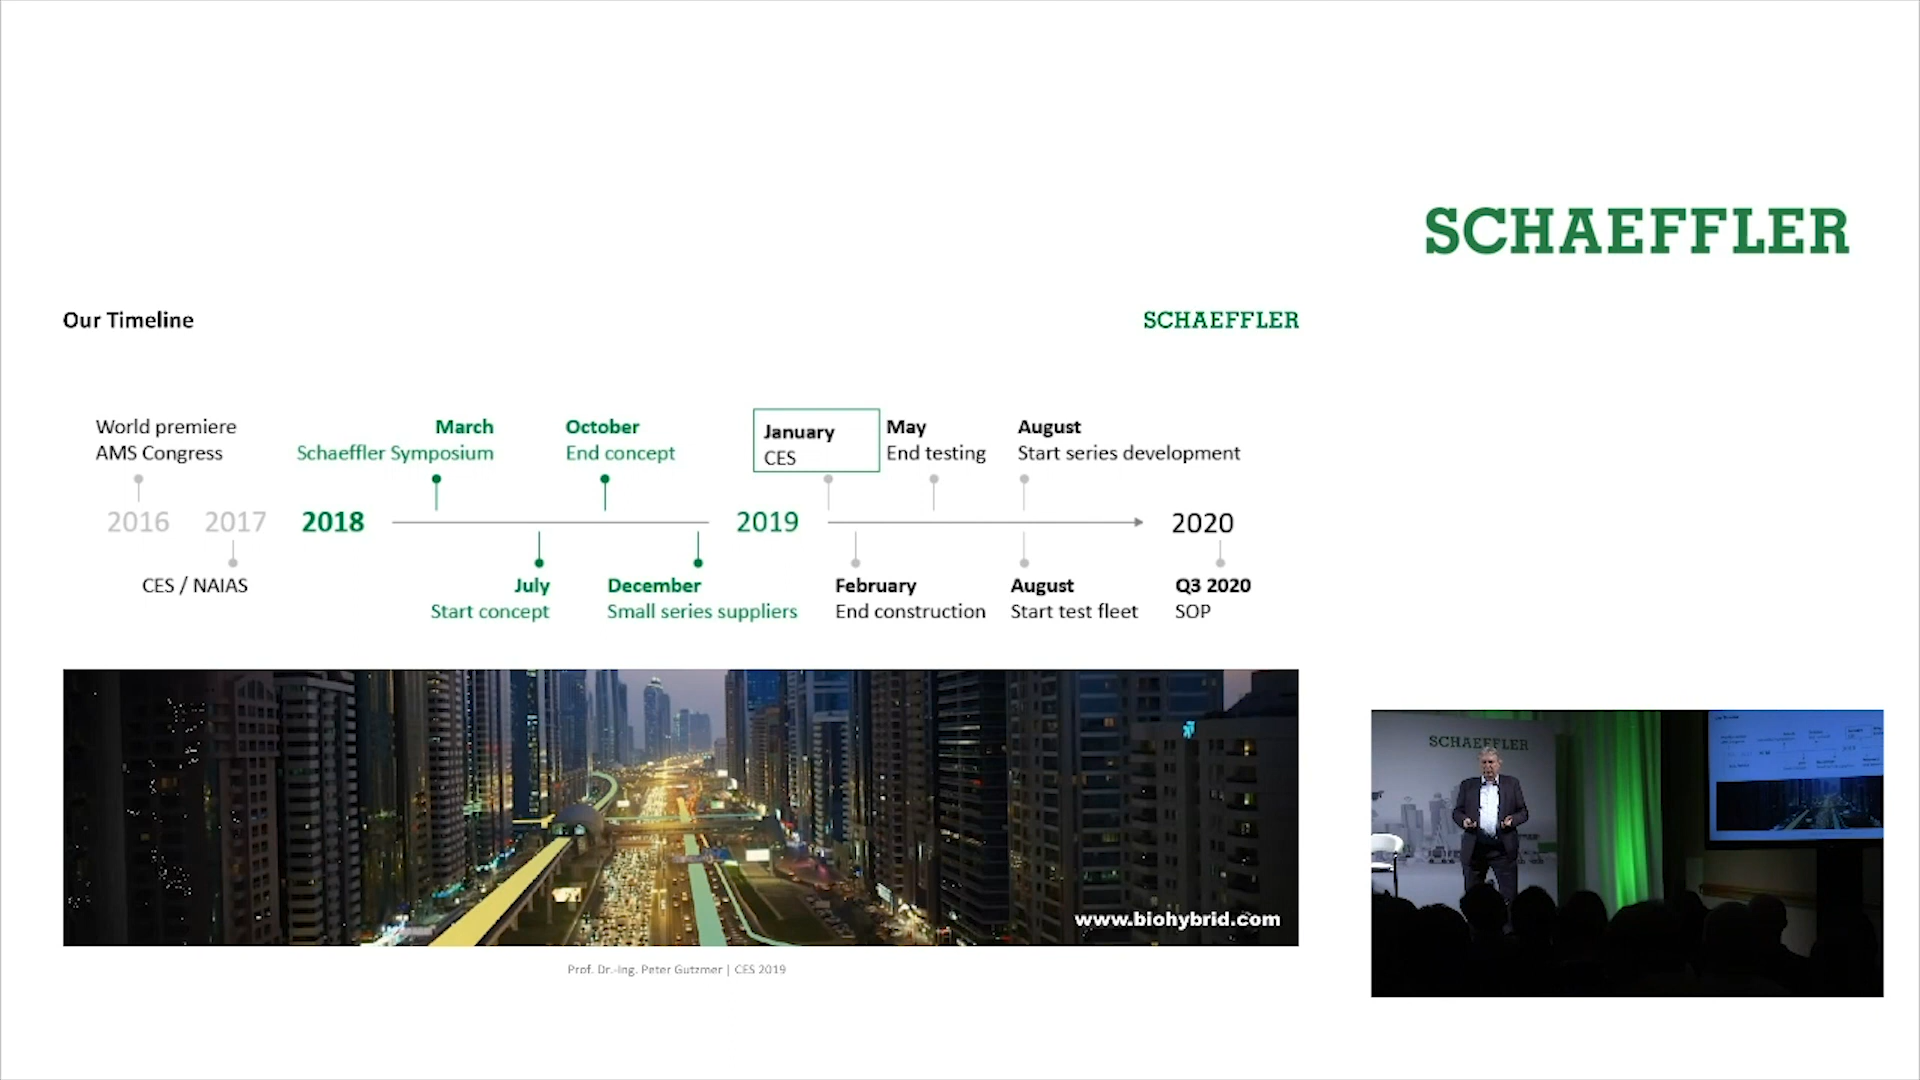 SCHAEFFLER
Our Timeline
SCHAEFFLER
World premiere
AMS Congress
March
Schaeffler Symposium
October
End concept
January
CES
May
End testing
August
Start series development
2016
2017
2018
2019
2020
CES / NAIAS
July
Start concept
December
Small series suppliers
February
End construction
August
Start test fleet
Q3 2020
SOP
www.biohybrid.com
Prof. Dr.-Ing. Peter Gutzmer | CES 2019
SCHAEFFLER